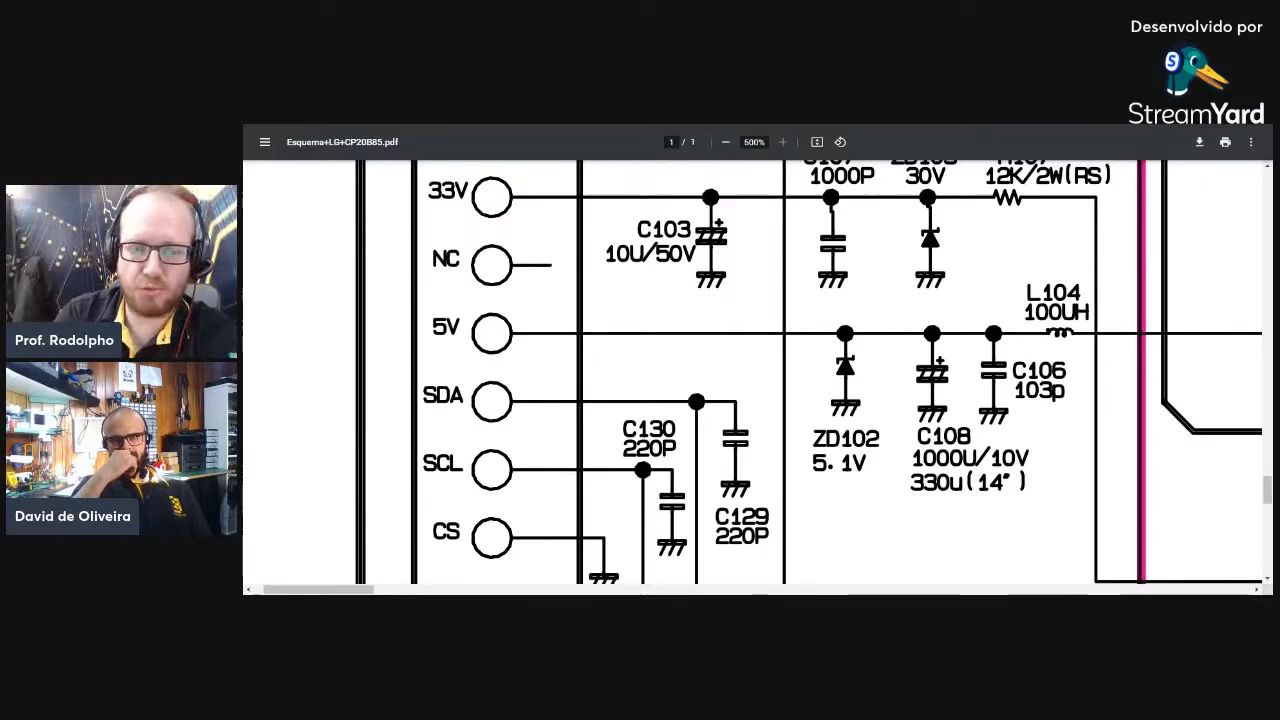 Desenvolvido por
StreamYard
Esquema+LG+CP20B85.pdf
1 / 1
500%
Prof. Rodolpho
David de Oliveira
33V
NC
5V
SDA
SCL
CS
C103
10U/50V
1000P
30V
12K/2W(RS)
L104
100UH
C106
103p
ZD102
5.1V
C108
1000U/10V
330u(14")
C130
220P
C129
220P